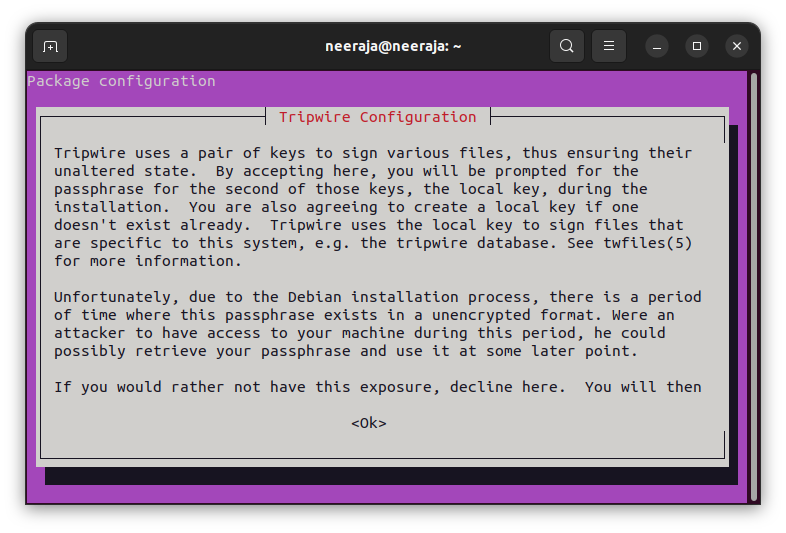 neeraja@neeraja: ~
Package configuration
Tripwire Configuration
Tripwire uses a pair of keys to sign various files, thus ensuring their
unaltered state.  By accepting here, you will be prompted for the
passphrase for the second of those keys, the local key, during the
installation.  You are also agreeing to create a local key if one
doesn't exist already.  Tripwire uses the local key to sign files that
are specific to this system, e.g. the tripwire database. See twfiles(5)
for more information.
Unfortunately, due to the Debian installation process, there is a period
of time where this passphrase exists in a unencrypted format. Were an
attacker to have access to your machine during this period, he could
possibly retrieve your passphrase and use it at some later point.
If you would rather not have this exposure, decline here.  You will then
<Ok>